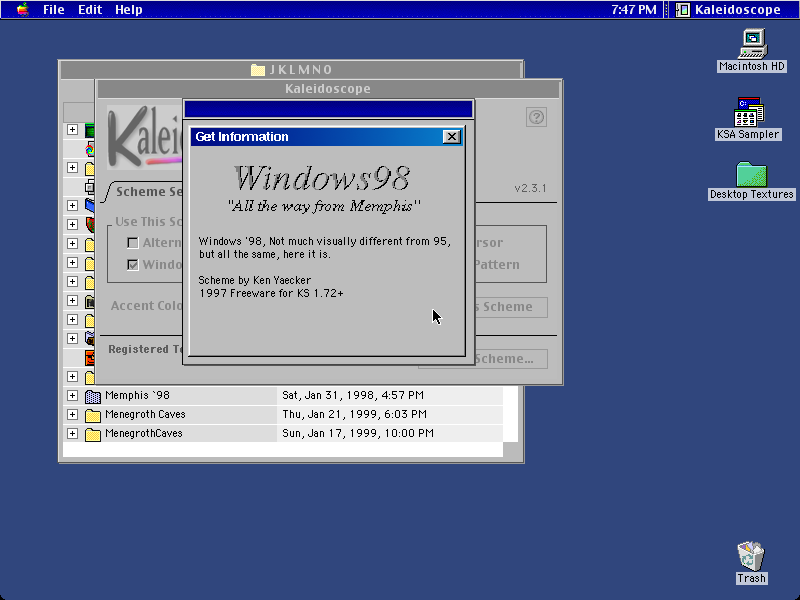 File Edit Help 7:47 PM Kaleidoscope
Macintosh HD
KSA Sampler
Desktop Textures
Trash
JKLMNO
Kaleidoscope
Kalei
?
v2.3.1
Scheme Se
Use This Sc
Altern
rsor
Windo
Pattern
Accent Colo
s Scheme
Registered T
Scheme...
Get Information
Windows98
"All the way from Memphis"
Windows '98, Not much visually different from 95,
but all the same, here it is.
Scheme by Ken Yaecker
1997 Freeware for KS 1.72+
Memphis `98 Sat, Jan 31, 1998, 4:57 PM
Menegroth Caves Thu, Jan 21, 1999, 6:03 PM
MenegrothCaves Sun, Jan 17, 1999, 10:00 PM